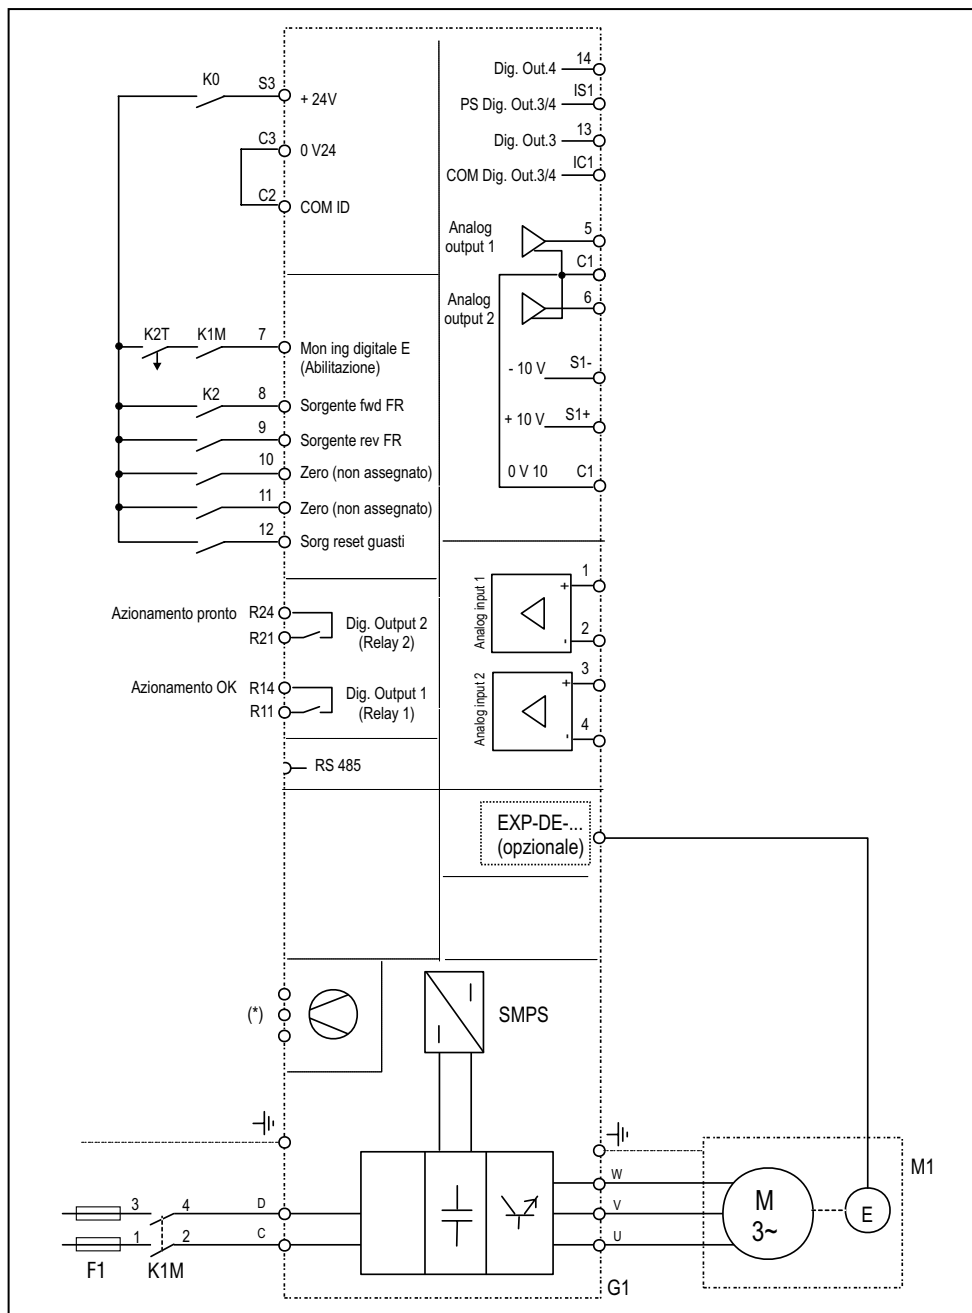 K0
S3
+ 24V
C3
0 V24
C2
COM ID
K2T
K1M
7
Mon ing digitale E
(Abilitazione)
K2
8
Sorgente fwd FR
9
Sorgente rev FR
10
Zero (non assegnato)
11
Zero (non assegnato)
12
Sorg reset guasti
Azionamento pronto
R24
R21
Dig. Output 2
(Relay 2)
Azionamento OK
R14
R11
Dig. Output 1
(Relay 1)
RS 485
Dig. Out.4
14
PS Dig. Out.3/4
IS1
Dig. Out.3
13
COM Dig. Out.3/4
IC1
Analog
output 1
5
C1
Analog
output 2
6
- 10 V
S1-
+ 10 V
S1+
0 V 10
C1
Analog input 1
+
-
1
2
Analog input 2
+
-
3
4
EXP-DE-...
(opzionale)
(*)
SMPS
3
4
D
1
2
C
F1
K1M
W
V
U
G1
M
3~
E
M1